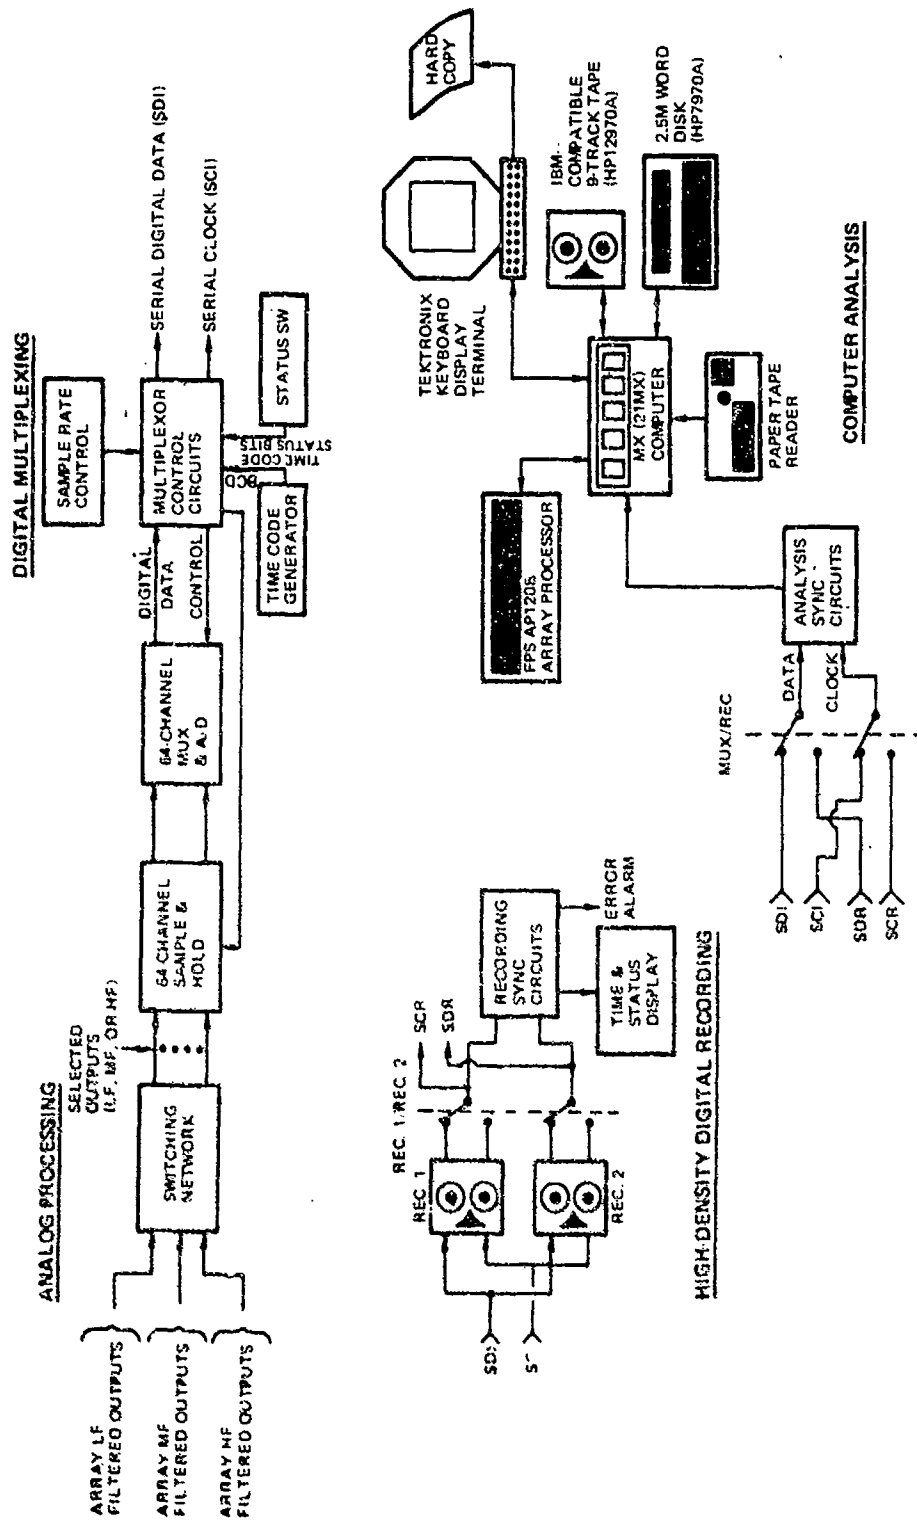 ANALOG PROCESSING
DIGITAL MULTIPLEXING
ARRAY LF
FILTERED OUTPUTS
ARRAY MF
FILTERED OUTPUTS
ARRAY HF
FILTERED OUTPUTS
SWITCHING
NETWORK
SELECTED
OUTPUTS
(LF, MF, OR HF)
64-CHANNEL
SAMPLE &
HOLD
64-CHANNEL
MUX
& A/D
DIGITAL
DATA
CONTROL
SAMPLE RATE
CONTROL
MULTIPLEXOR
CONTROL
CIRCUITS
BCD
TIME CODE
STATUS BITS
TIME CODE
GENERATOR
STATUS SW
SERIAL DIGITAL DATA (SDI)
SERIAL CLOCK (SCI)
SDI
REC. 1
REC. 2
REC. 1/REC. 2
SCR
SDR
RECORDING
SYNC
CIRCUITS
ERROR
ALARM
TIME &
STATUS
DISPLAY
HIGH-DENSITY DIGITAL RECORDING
SDI
SCI
SDR
SCR
MUX/REC
DATA
CLOCK
ANALYSIS
SYNC
CIRCUITS
FPS AP120B
ARRAY PROCESSOR
MX (21MX)
COMPUTER
PAPER TAPE
READER
TEKTRONIX
KEYBOARD
DISPLAY
TERMINAL
HARD
COPY
IBM-
COMPATIBLE
9-TRACK TAPE
(HP12970A)
2.5M WORD
DISK
(HP7970A)
COMPUTER ANALYSIS